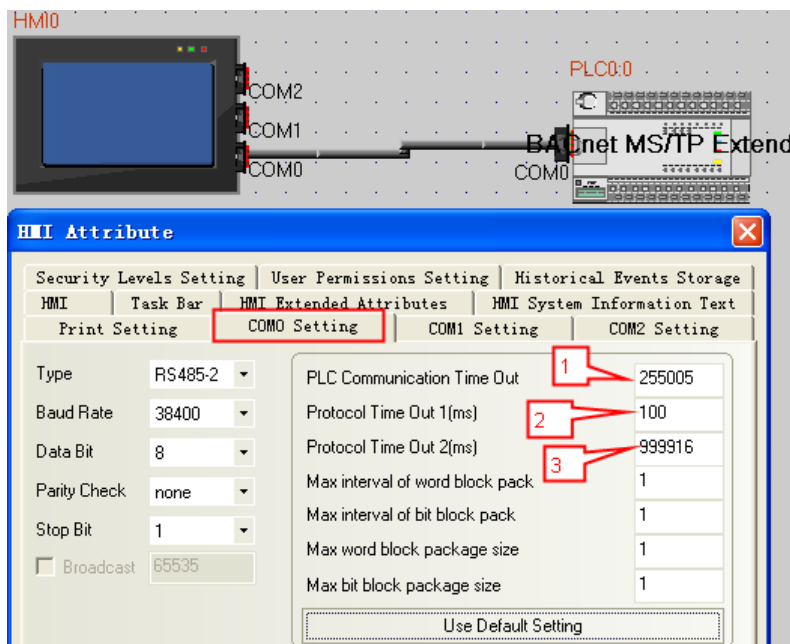 HMI0
PLC0:0
COM2
COM1
BACnet MS/TP Extend
COM0
COM0
HMI Attribute
Security Levels Setting User Permissions Setting Historical Events Storage
HMI Task Bar HMI Extended Attributes HMI System Information Text
Print Setting COM0 Setting COM1 Setting COM2 Setting
Type RS485-2
PLC Communication Time Out 1 255005
Baud Rate 38400
Protocol Time Out 1(ms) 2 100
Data Bit 8
Protocol Time Out 2(ms) 3 999916
Parity Check none
Max interval of word block pack 1
Stop Bit 1
Max interval of bit block pack 1
Broadcast 65535
Max word block package size 1
Max bit block package size 1
Use Default Setting